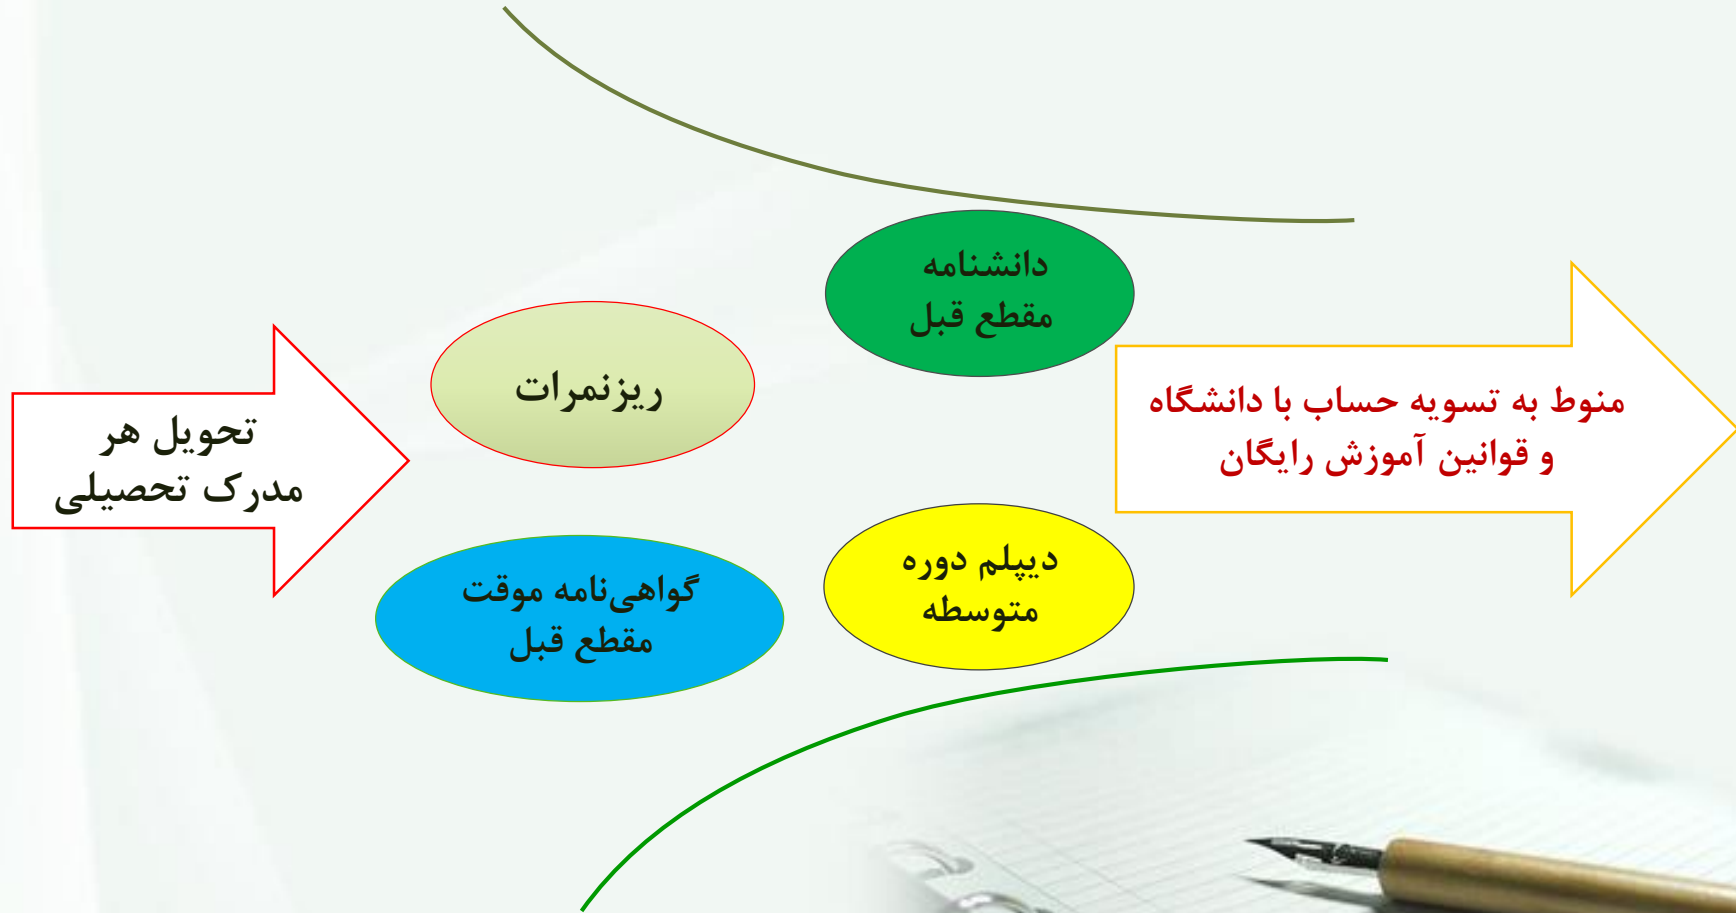 تحویل هر
مدرک تحصیلی
ریزنمرات
گواهی‌نامه موقت
مقطع قبل
دانشنامه
مقطع قبل
دیپلم دوره
متوسطه
منوط به تسویه حساب با دانشگاه
و قوانین آموزش رایگان